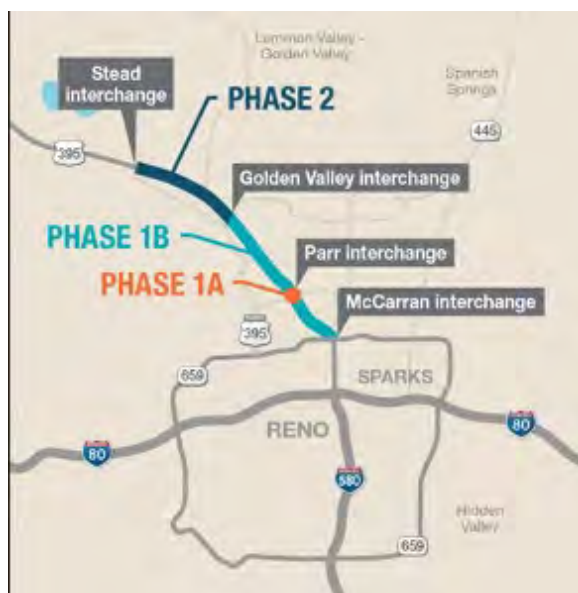 Lemmon Valley -
Golden Valley
Stead
interchange
Spanish
Springs
PHASE 2
445
395
Golden Valley interchange
PHASE 1B
Parr interchange
PHASE 1A
McCarran interchange
395
659
SPARKS
RENO
80
80
580
Hidden
Valley
659